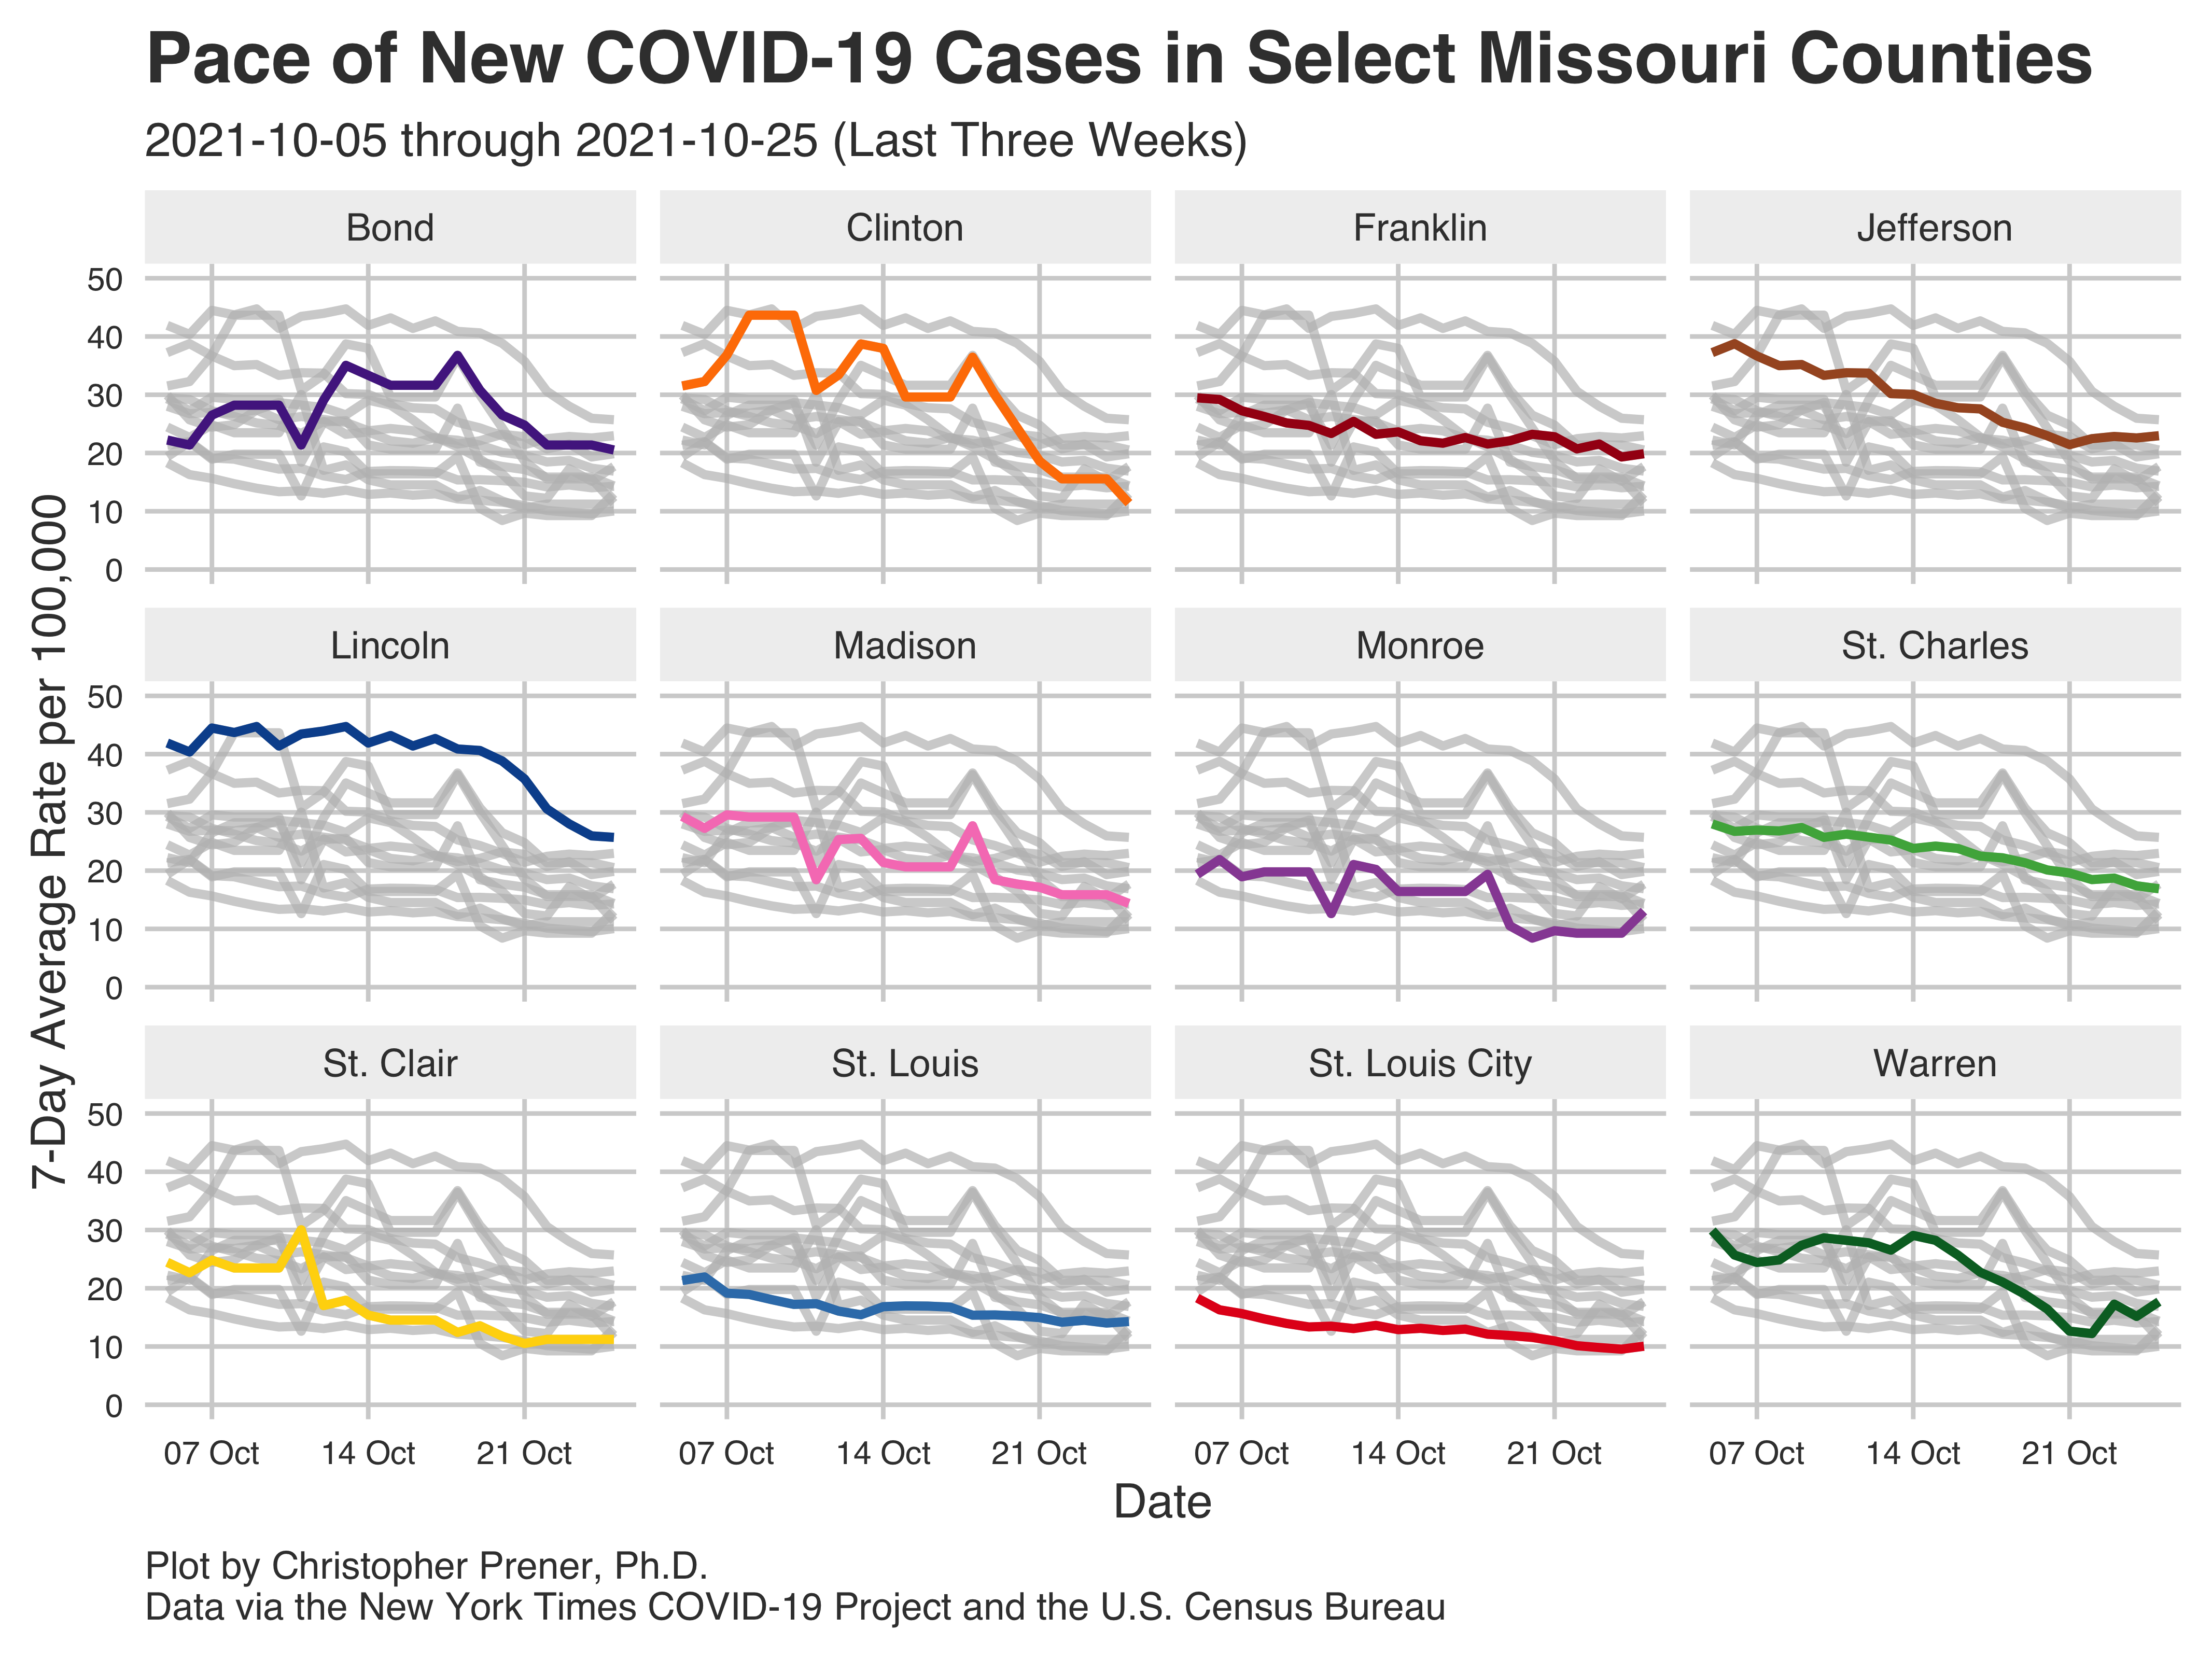 Pace of New COVID-19 Cases in Select Missouri Counties
2021-10-05 through 2021-10-25 (Last Three Weeks)
Bond
Clinton
Franklin
Jefferson
50
40
30
20
10
0
Lincoln
Madison
Monroe
St. Charles
50
40
30
20
10
0
St. Clair
St. Louis
St. Louis City
Warren
50
40
30
20
10
0
7-Day Average Rate per 100,000
07 Oct 14 Oct 21 Oct
07 Oct 14 Oct 21 Oct
07 Oct 14 Oct 21 Oct
07 Oct 14 Oct 21 Oct
Date
Plot by Christopher Prener, Ph.D.
Data via the New York Times COVID-19 Project and the U.S. Census Bureau